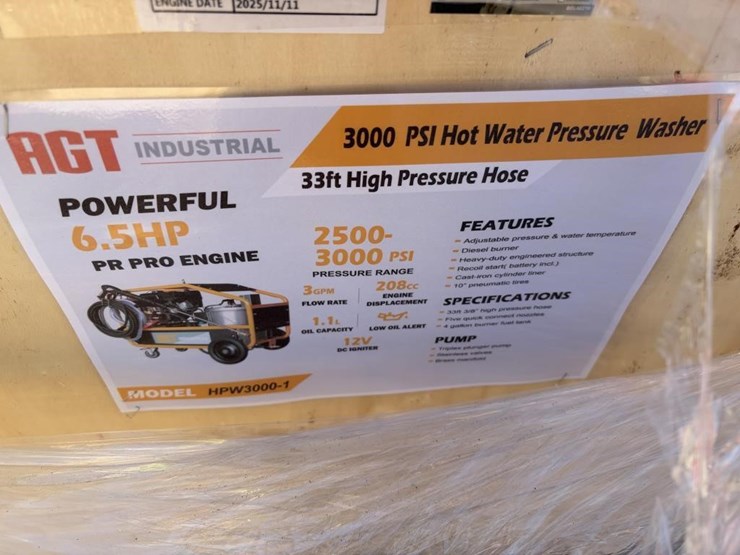 ENGINE DATE 2025/11/11
AGT INDUSTRIAL
3000 PSI Hot Water Pressure Washer
33ft High Pressure Hose
POWERFUL
6.5HP
PR PRO ENGINE
2500-
3000 PSI
PRESSURE RANGE
3GPM
FLOW RATE
208cc
ENGINE
DISPLACEMENT
1.1L
OIL CAPACITY
LOW OIL ALERT
12V
DC IGNITER
FEATURES
- Adjustable pressure & water temperature
- Diesel burner
- Heavy-duty engineered structure
- Recoil start( battery incl.)
- Cast-iron cylinder liner
- 10" pneumatic tires
SPECIFICATIONS
- 33ft 3/8" high pressure hose
- Five quick connect nozzles,
- 4 gallon burner fuel tank
PUMP
- Triplex plunger pump
- Stainless valves
- Brass manifold
MODEL HPW3000-1